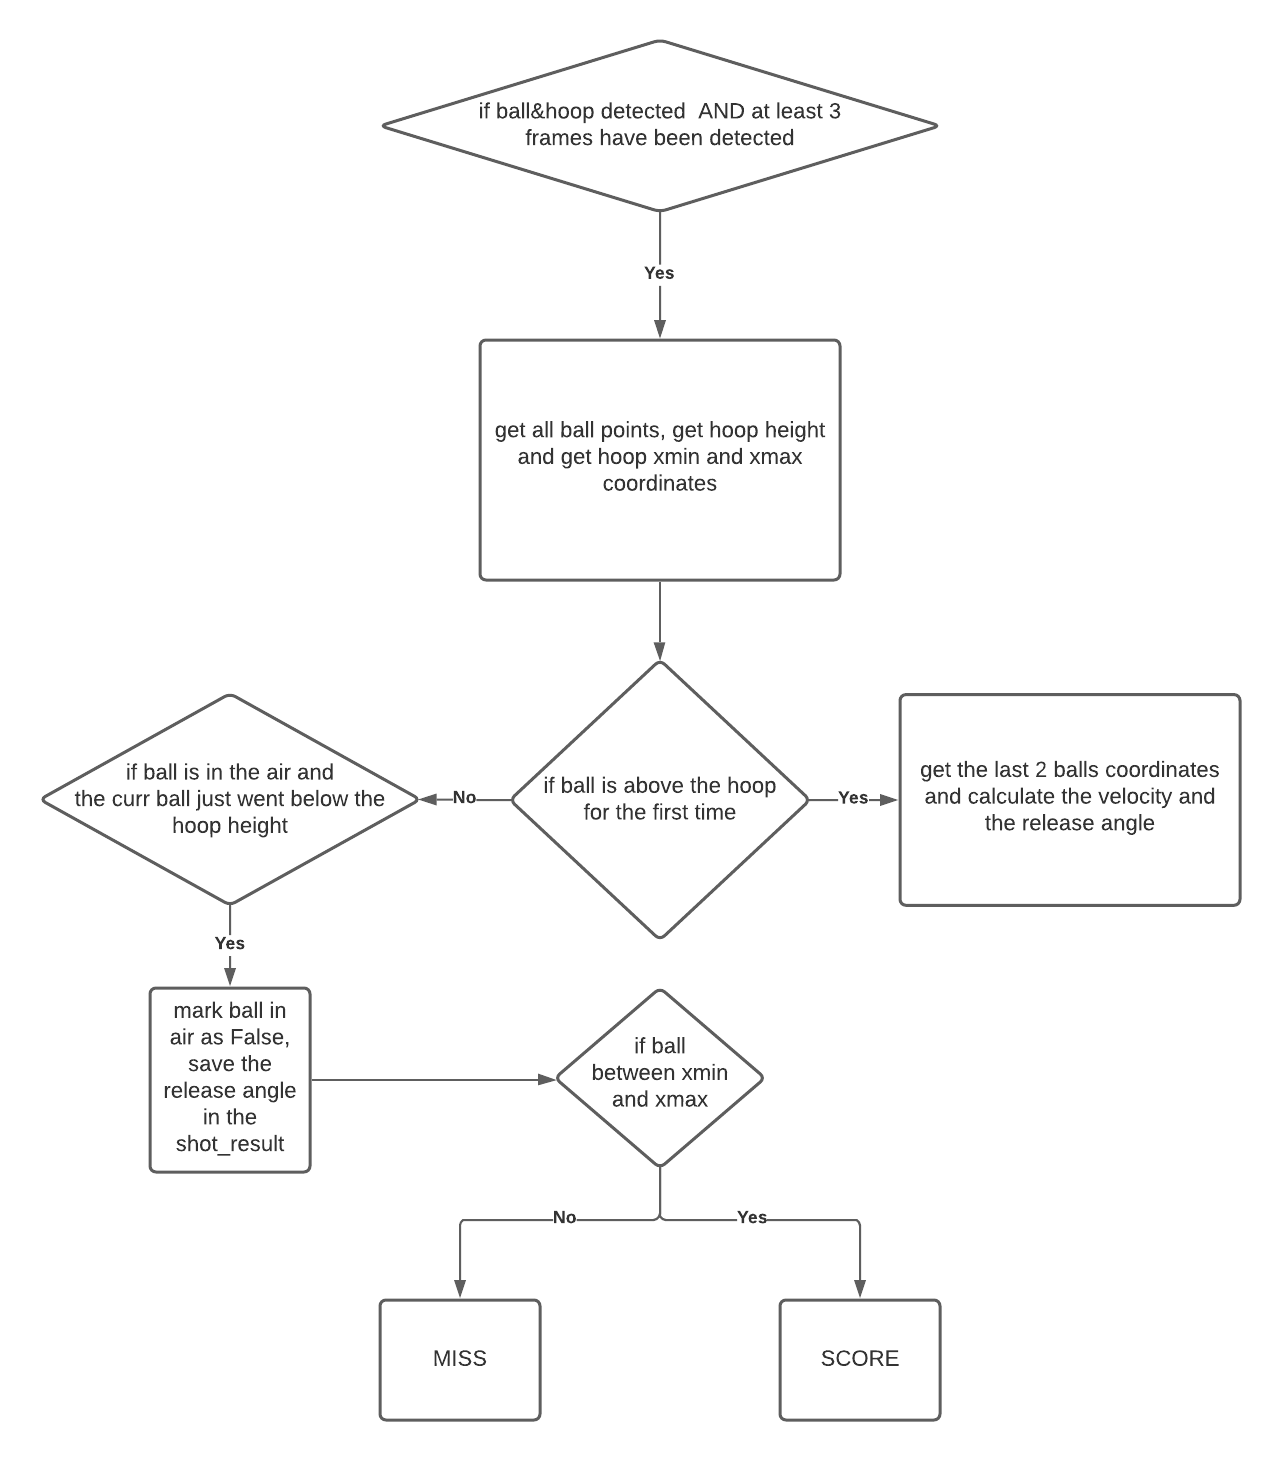 if ball&hoop detected  AND at least 3
frames have been detected
Yes
get all ball points, get hoop height
and get hoop xmin and xmax
coordinates
if ball is in the air and
the curr ball just went below the
hoop height
No
if ball is above the hoop
for the first time
Yes
get the last 2 balls coordinates
and calculate the velocity and
the release angle
Yes
mark ball in
air as False,
save the
release angle
in the
shot_result
if ball
between xmin
and xmax
No
Yes
MISS
SCORE